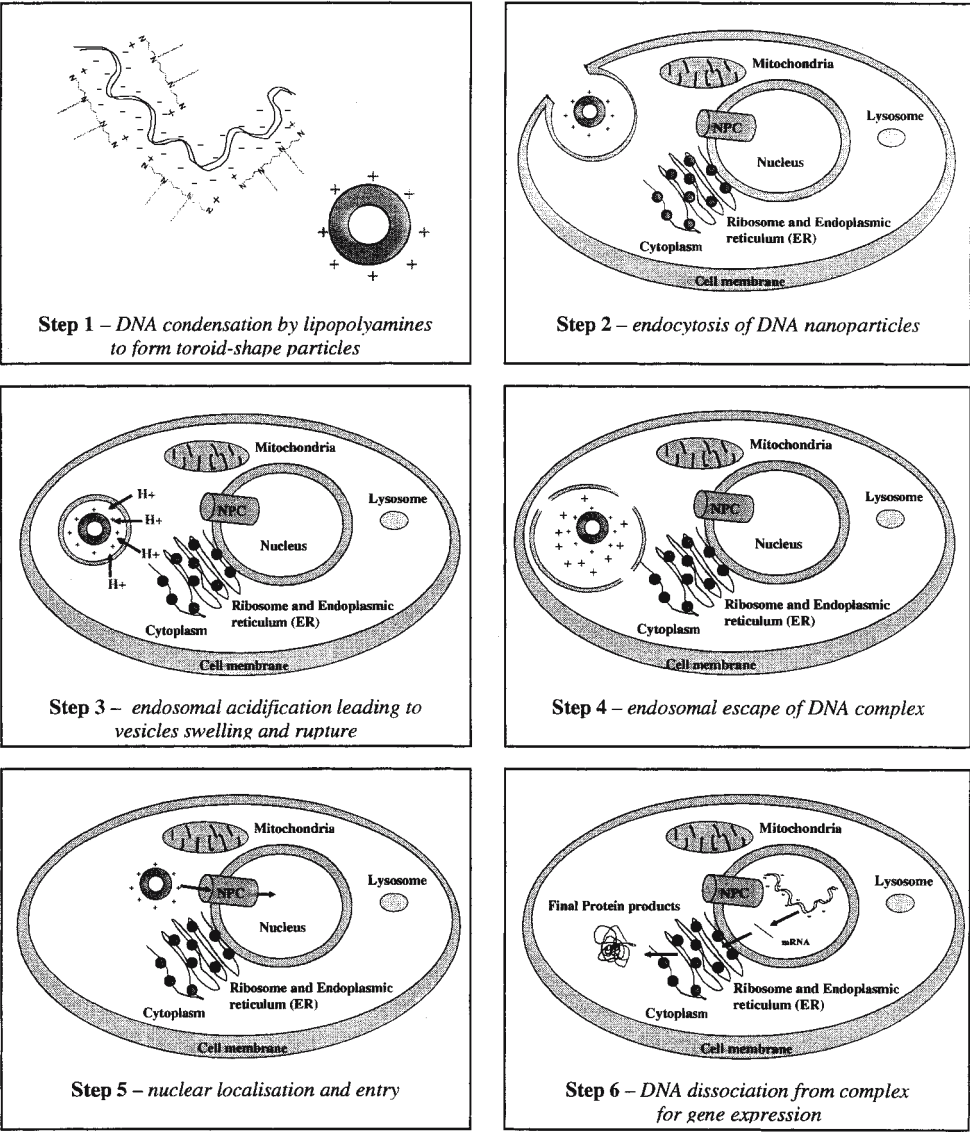 N + N
N + N
N + N
N + N
+ + + + + + + +
Step 1 – DNA condensation by lipopolyamines
to form toroid-shape particles
Mitochondria
Lysosome
NPC
Nucleus
Ribosome and Endoplasmic
reticulum (ER)
Cytoplasm
Cell membrane
Step 2 – endocytosis of DNA nanoparticles
Mitochondria
H+
Lysosome
H+
NPC
H+
Nucleus
H+
Ribosome and Endoplasmic
reticulum (ER)
Cytoplasm
Cell membrane
Step 3 – endosomal acidification leading to
vesicles swelling and rupture
Mitochondria
Lysosome
NPC
Nucleus
Ribosome and Endoplasmic
reticulum (ER)
Cytoplasm
Cell membrane
Step 4 – endosomal escape of DNA complex
Mitochondria
Lysosome
NPC
Nucleus
Ribosome and Endoplasmic
reticulum (ER)
Cytoplasm
Cell membrane
Step 5 – nuclear localisation and entry
Mitochondria
Lysosome
NPC
Final Protein products
mRNA
Ribosome and Endoplasmic
reticulum (ER)
Cytoplasm
Cell membrane
Step 6 – DNA dissociation from complex
for gene expression